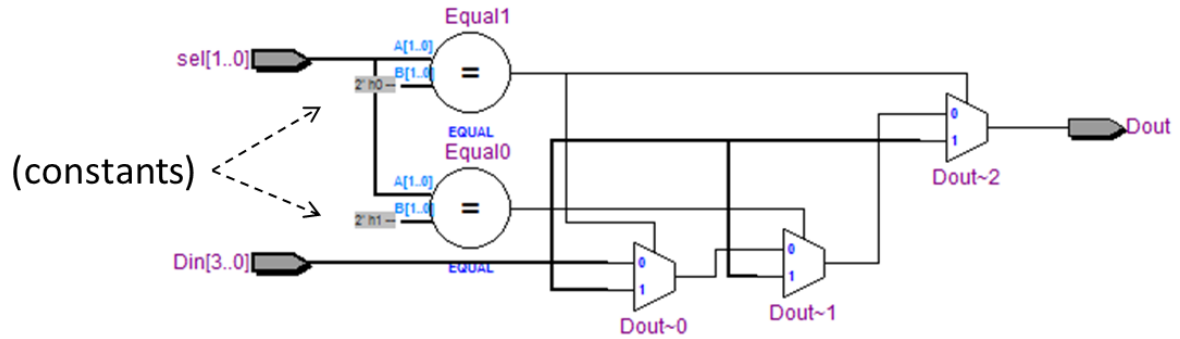 Equal1
sel[1..0]
A[1..0]
B[1..0]
2' h0
=
EQUAL
(constants)
Equal0
A[1..0]
B[1..0]
2' h1
=
EQUAL
Din[3..0]
0
1
Dout~0
0
1
Dout~1
0
1
Dout~2
Dout